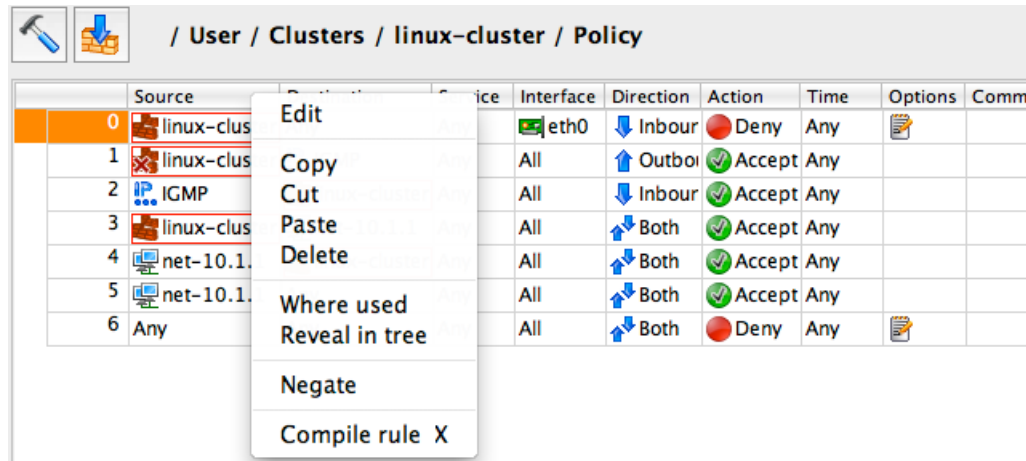 / User / Clusters / linux-cluster / Policy
Source Interface Direction Action Time Options Comm
0 linux-clus eth0 Inbour Deny Any
1 linux-clus All Outbou Accept Any
2 IGMP All Inbour Accept Any
3 linux-clus All Both Accept Any
4 net-10.1. All Both Accept Any
5 net-10.1. All Both Accept Any
6 Any All Both Deny Any
Edit
Copy
Cut
Paste
Delete
Where used
Reveal in tree
Negate
Compile rule X